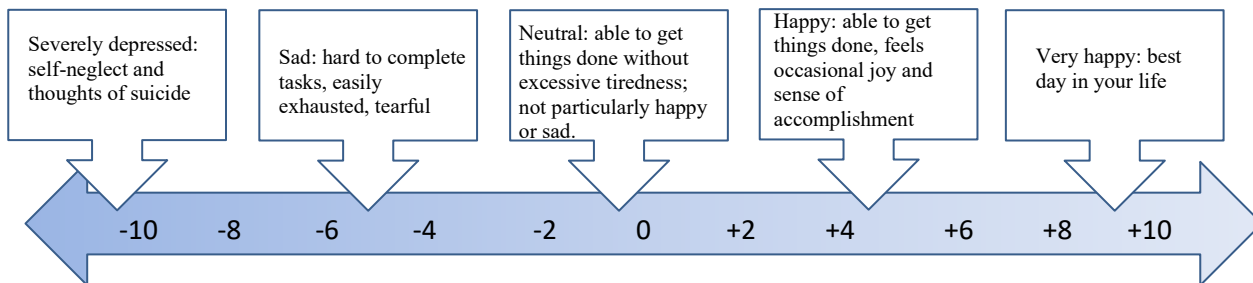 Severely depressed:
self-neglect and
thoughts of suicide
Sad: hard to complete
tasks, easily
exhausted, tearful
Neutral: able to get
things done without
excessive tiredness;
not particularly happy
or sad.
Happy: able to get
things done, feels
occasional joy and
sense of
accomplishment
Very happy: best
day in your life
-10 -8 -6 -4 -2 0 +2 +4 +6 +8 +10